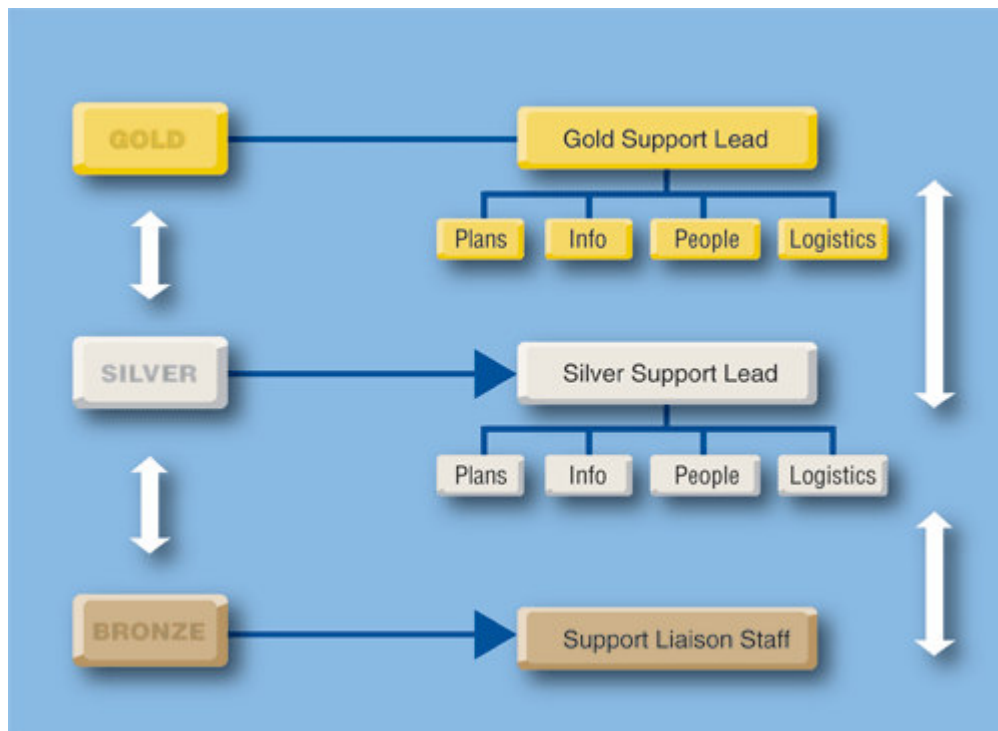 GOLD
Gold Support Lead
Plans Info People Logistics
SILVER
Silver Support Lead
Plans Info People Logistics
BRONZE
Support Liaison Staff